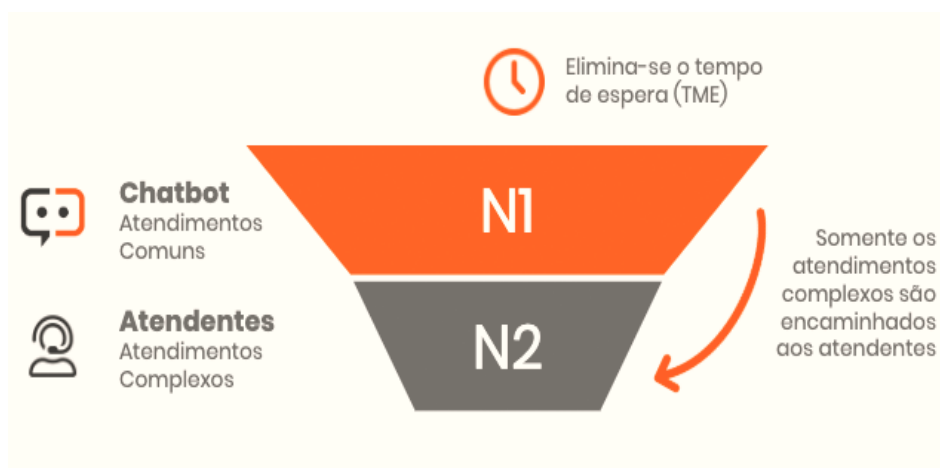 Elimina-se o tempo
de espera (TME)
Chatbot
Atendimentos
Comuns
N1
Somente os
atendimentos
complexos são
encaminhados
aos atendentes
Atendentes
Atendimentos
Complexos
N2